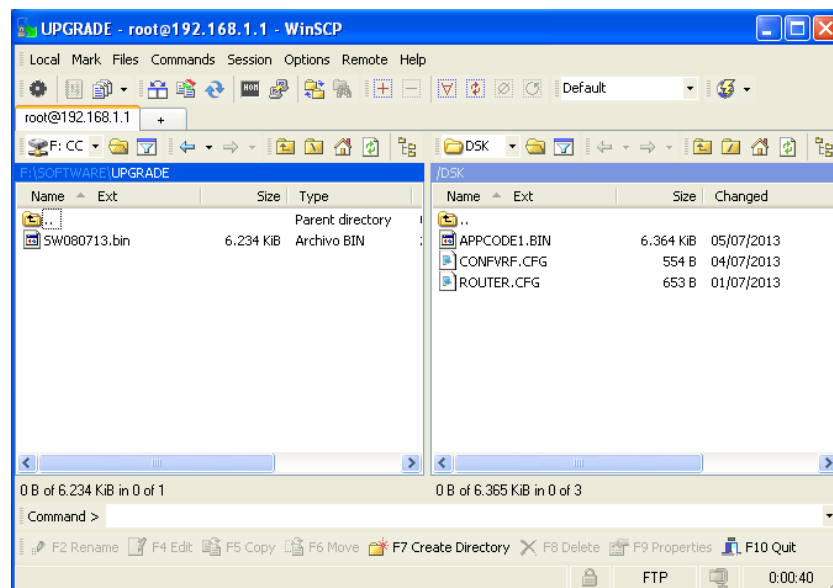 UPGRADE - root@192.168.1.1 - WinSCP
Local Mark Files Commands Session Options Remote Help
Default
root@192.168.1.1 +
F: CC DSK
F:\SOFTWARE\UPGRADE /DSK
Name Ext Size Type Name Ext Size Changed
.. Parent directory ..
SW080713.bin 6.234 KiB Archivo BIN APPCODE1.BIN 6.364 KiB 05/07/2013
CONFVRF.CFG 554 B 04/07/2013
ROUTER.CFG 653 B 01/07/2013
0 B of 6.234 KiB in 0 of 1 0 B of 6.365 KiB in 0 of 3
Command >
F2 Rename F4 Edit F5 Copy F6 Move F7 Create Directory F8 Delete F9 Properties F10 Quit
FTP 0:00:40